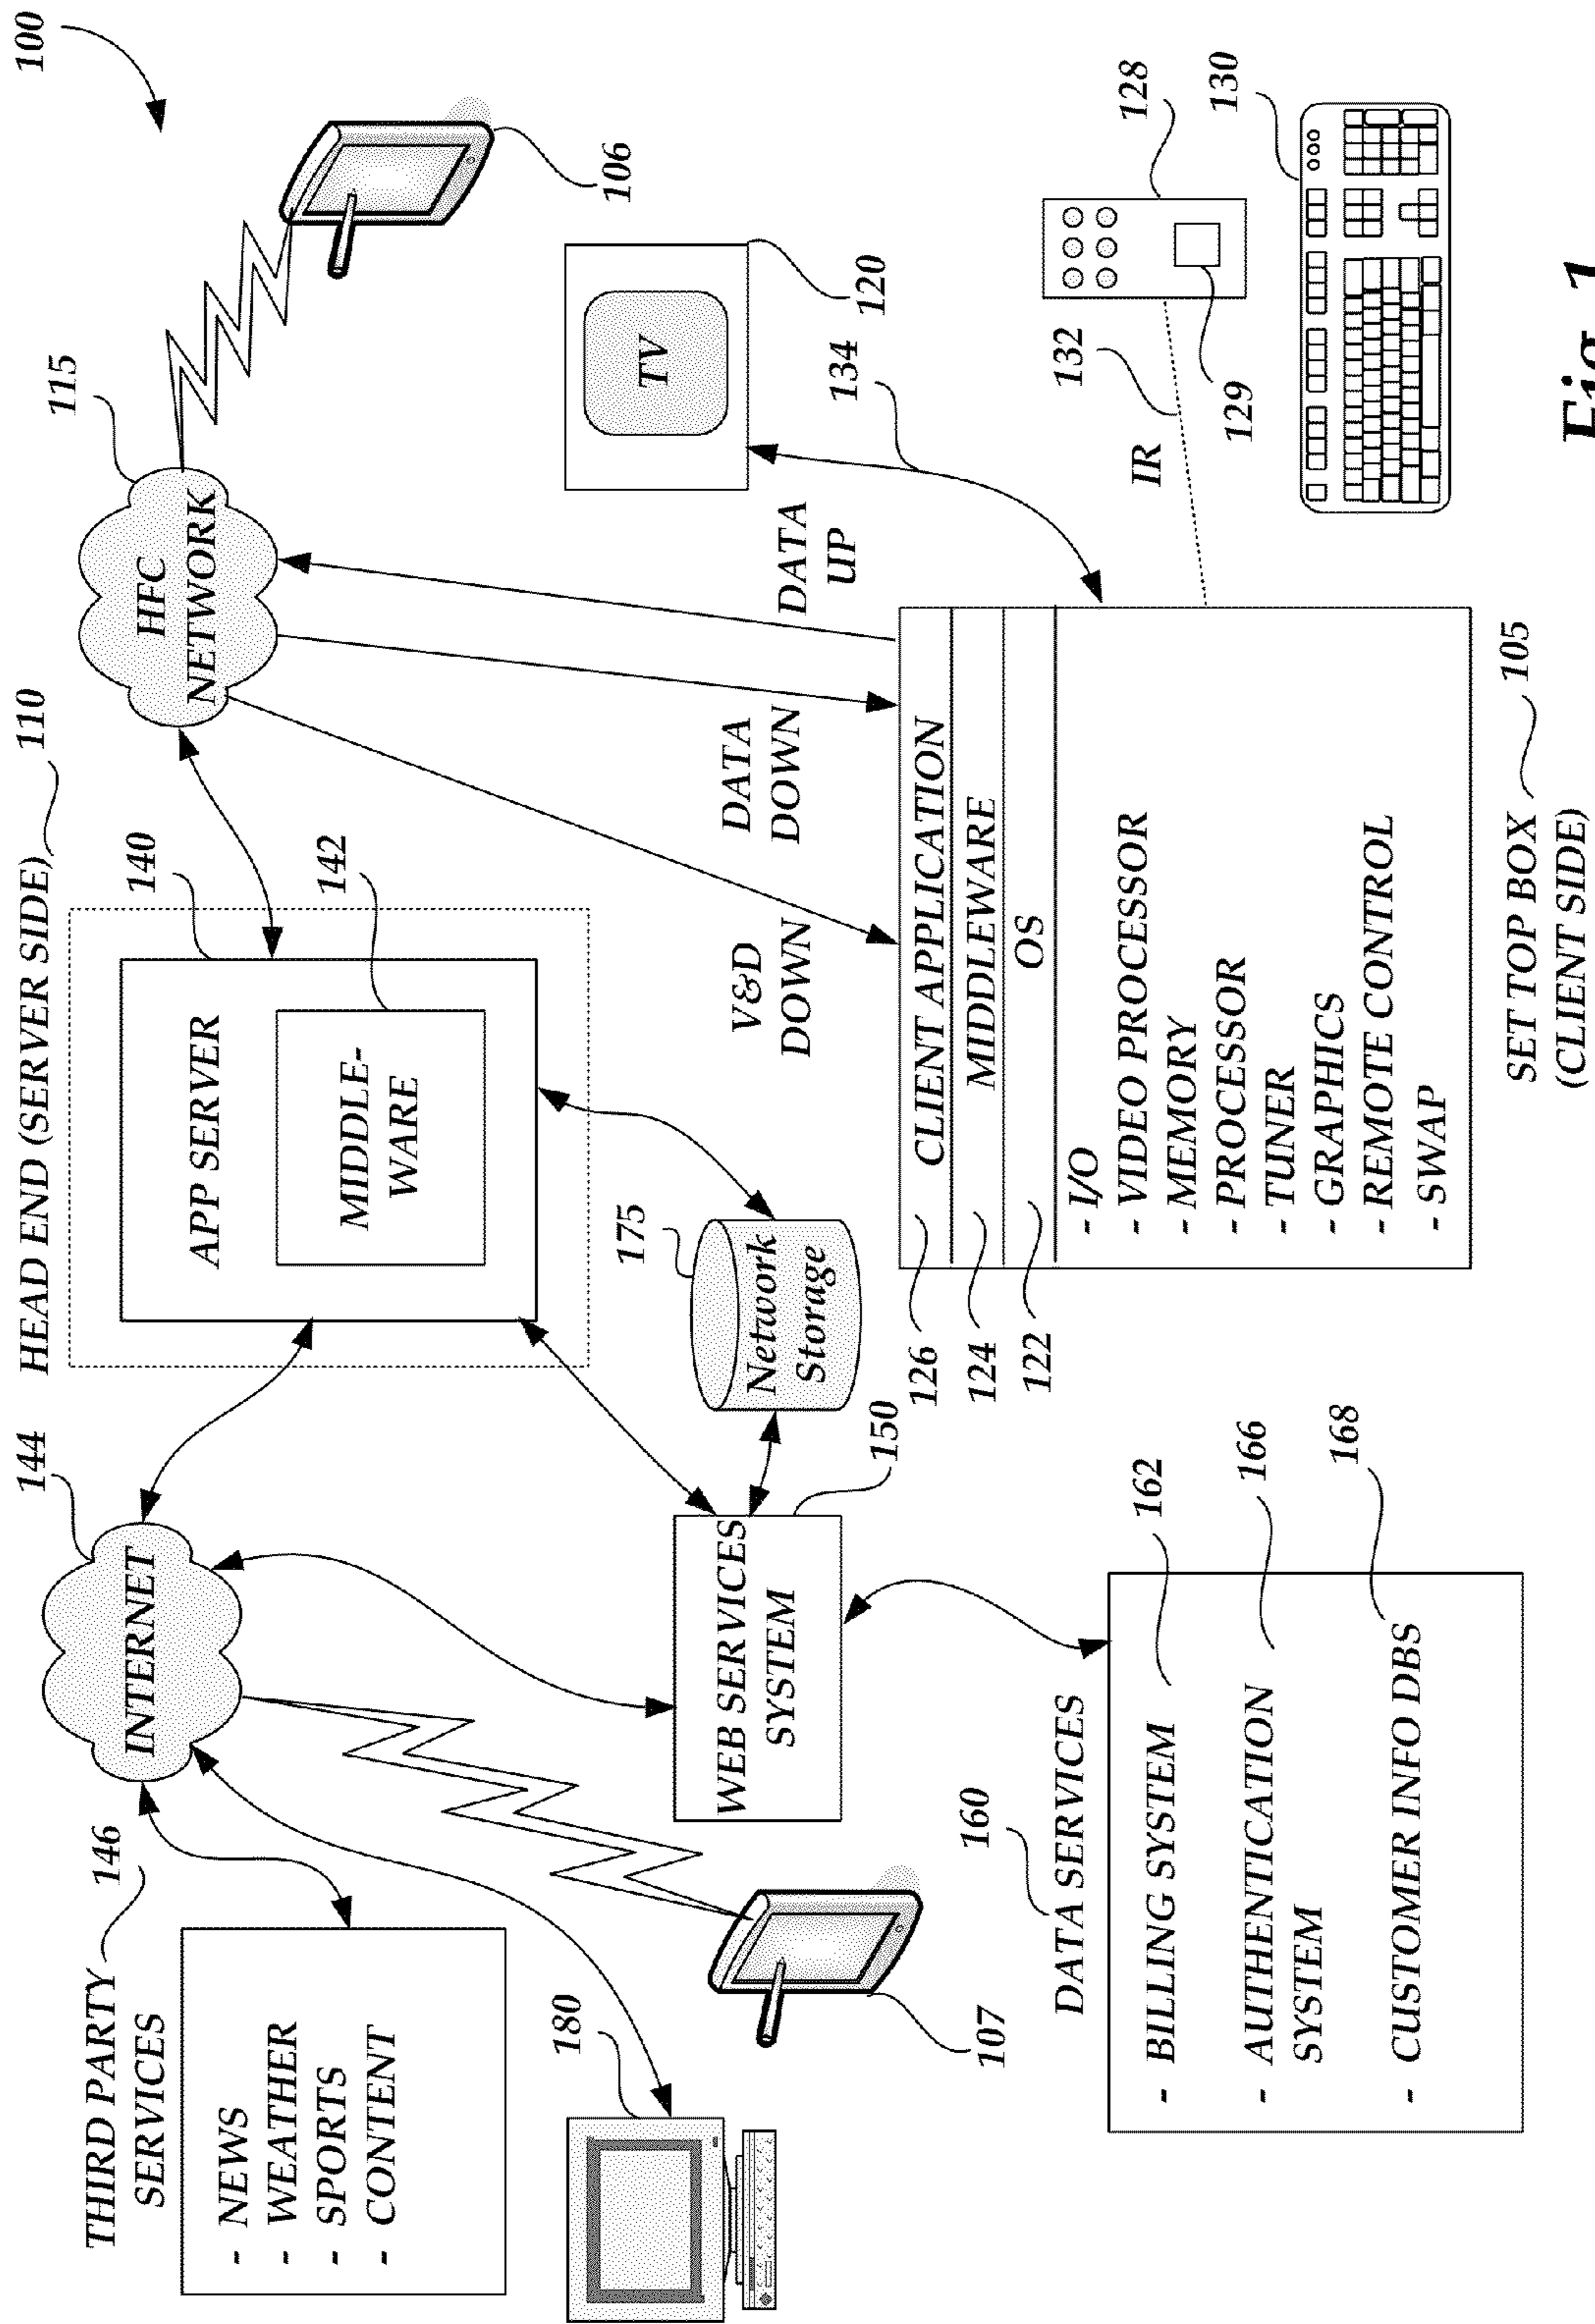 100
THIRD PARTY
SERVICES
146
- NEWS
- WEATHER
- SPORTS
- CONTENT
INTERNET
144
HEAD END (SERVER SIDE)
110
APP SERVER
140
MIDDLE-
WARE
142
HFC
NETWORK
115
106
180
107
WEB SERVICES
SYSTEM
150
Network
Storage
175
V&D
DOWN
DATA
DOWN
DATA
UP
TV
120
134
DATA SERVICES
160
- BILLING SYSTEM
162
- AUTHENTICATION
SYSTEM
166
- CUSTOMER INFO DBS
168
126
CLIENT APPLICATION
124
MIDDLEWARE
122
OS
- I/O
- VIDEO PROCESSOR
- MEMORY
- PROCESSOR
- TUNER
- GRAPHICS
- REMOTE CONTROL
- SWAP
SET TOP BOX
(CLIENT SIDE)
105
IR
132
128
129
130
Fig. 1